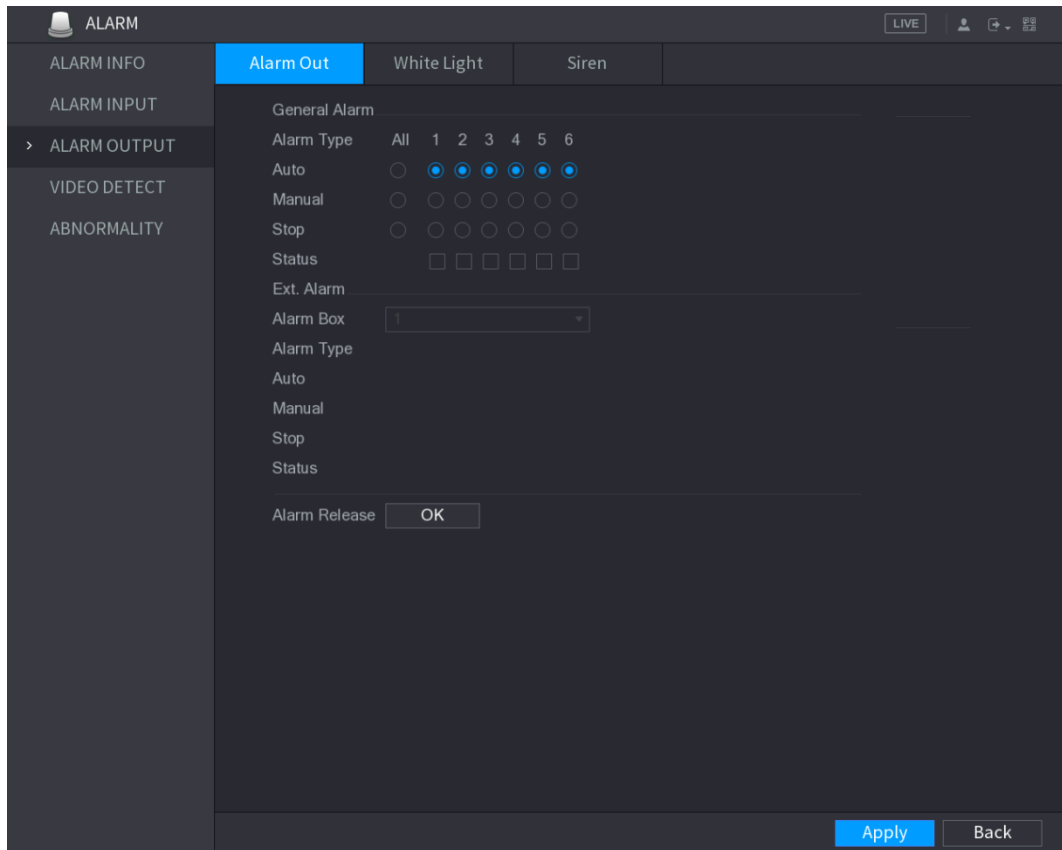 ALARM
LIVE
ALARM INFO
ALARM INPUT
> ALARM OUTPUT
VIDEO DETECT
ABNORMALITY
Alarm Out White Light Siren
General Alarm
Alarm Type All 1 2 3 4 5 6
Auto
Manual
Stop
Status
Ext. Alarm
Alarm Box 1
Alarm Type
Auto
Manual
Stop
Status
Alarm Release OK
Apply Back